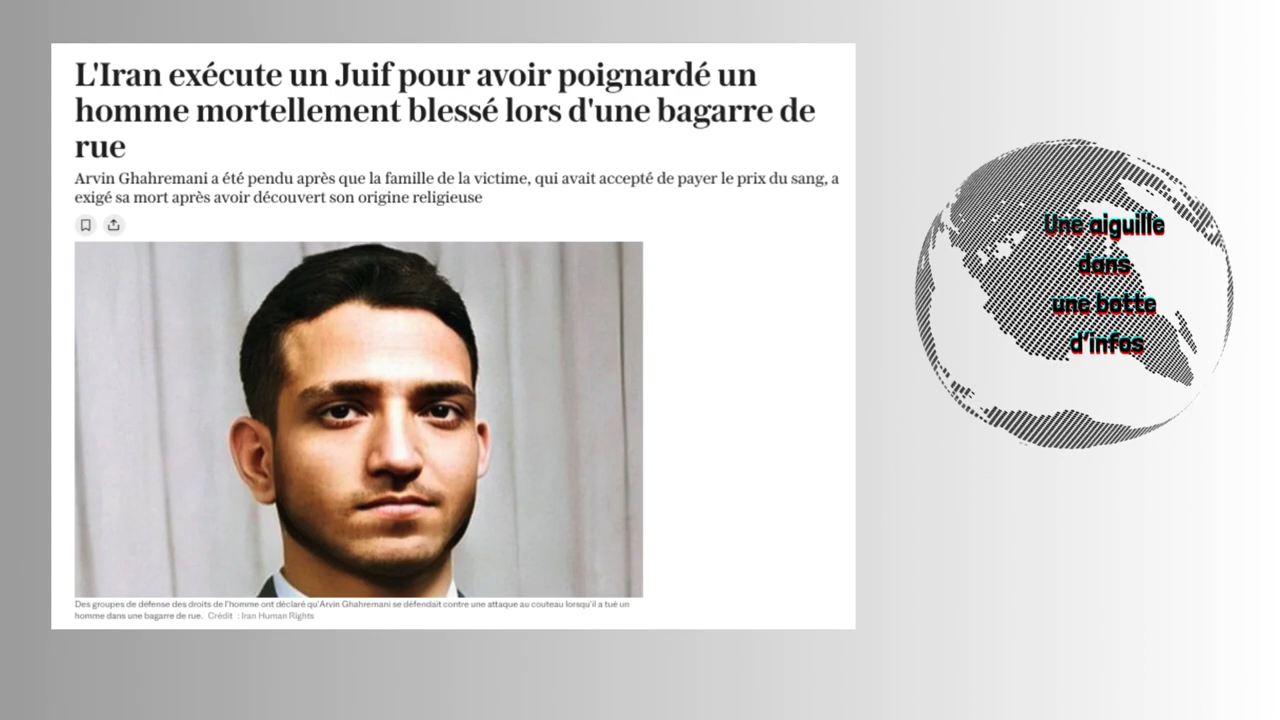 L'Iran exécute un Juif pour avoir poignardé un
homme mortellement blessé lors d'une bagarre de
rue
Arvin Ghahremani a été pendu après que la famille de la victime, qui avait accepté de payer le prix du sang, a
exigé sa mort après avoir découvert son origine religieuse
Des groupes de défense des droits de l'homme ont déclaré qu'Arvin Ghahremani se défendait contre une attaque au couteau lorsqu'il a tué un
homme dans une bagarre de rue. Crédit : Iran Human Rights
Une aiguille
dans
une botte
d'infos